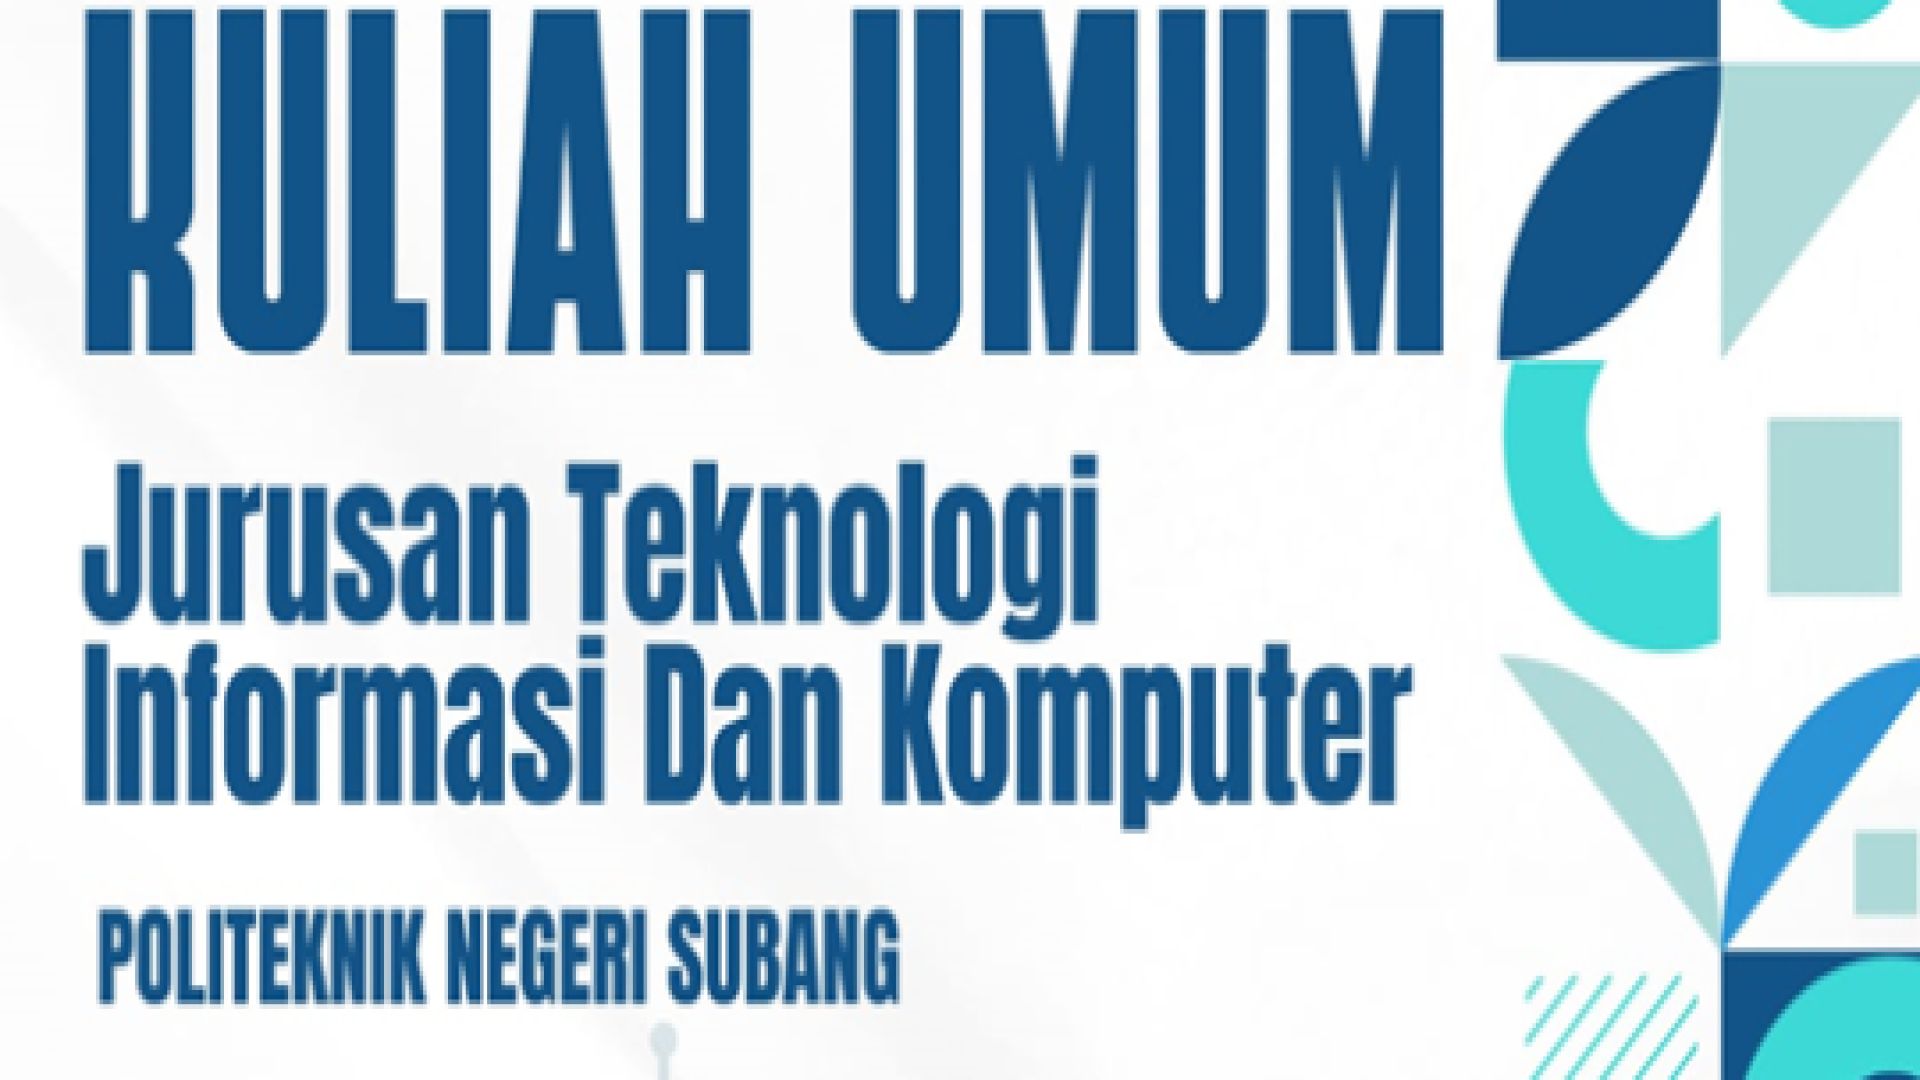 KULIAH UMUM
Jurusan Teknologi
Informasi Dan Komputer
POLITEKNIK NEGERI SUBANG